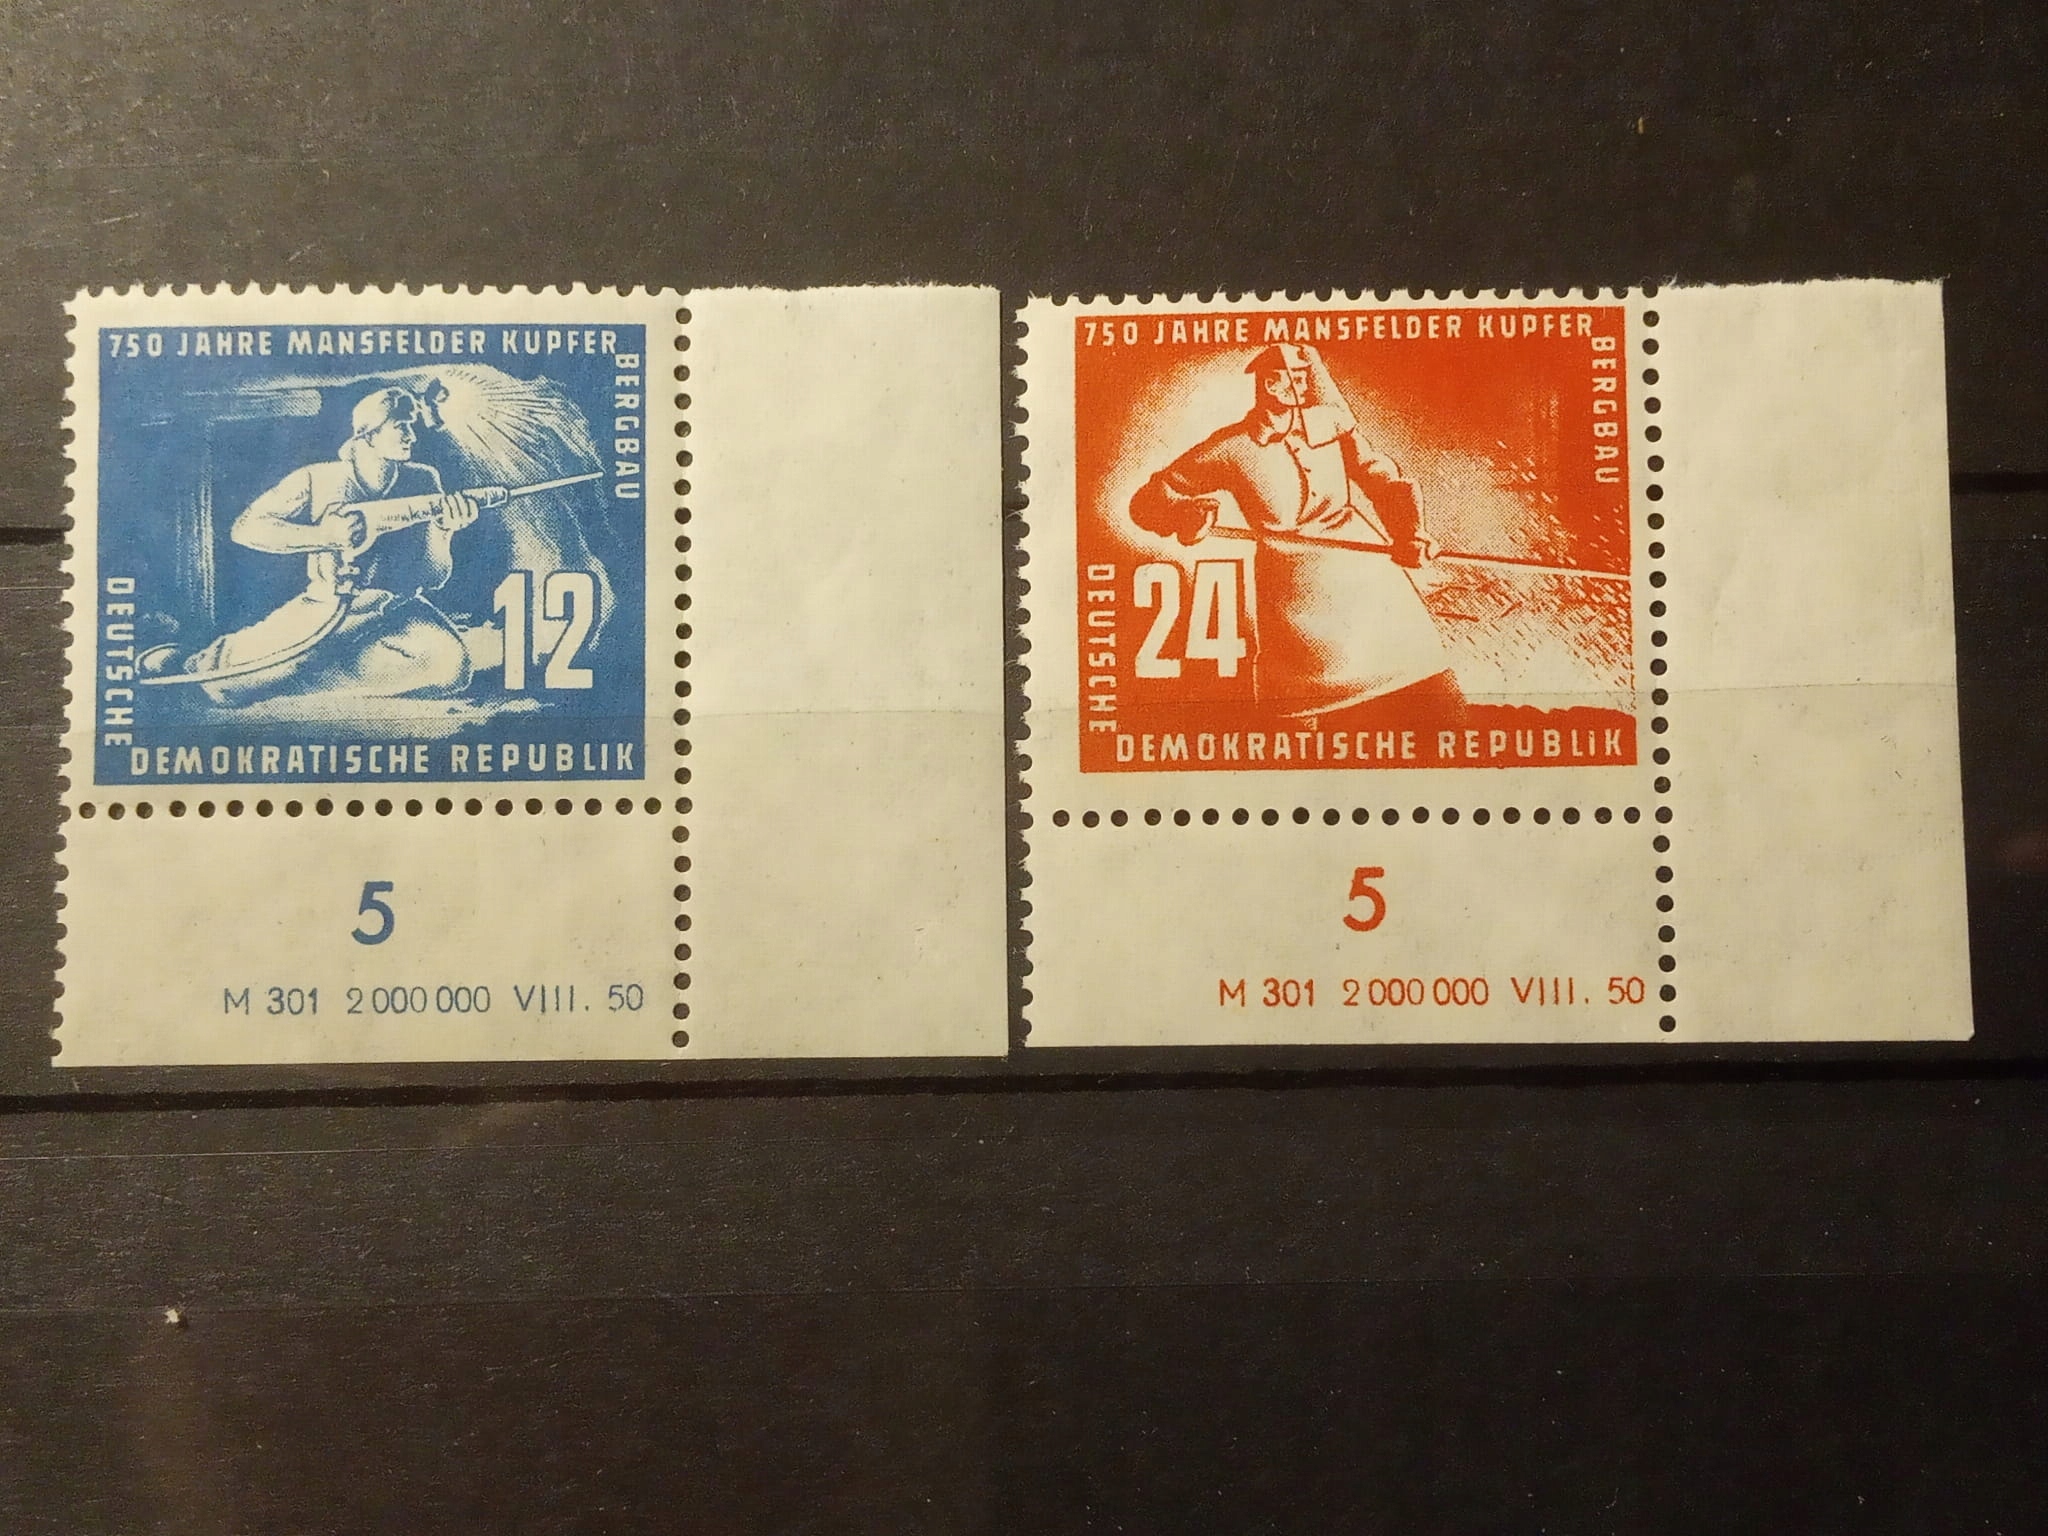 750 JAHRE MANSFELDER KUPFER
BERGBAU
12
DEUTSCHE
DEMOKRATISCHE REPUBLIK
5
M 301 2 000 000 VIII. 50
750 JAHRE MANSFELDER KUPFER
BERGBAU
24
DEUTSCHE
DEMOKRATISCHE REPUBLIK
5
M 301 2 000 000 VIII. 50